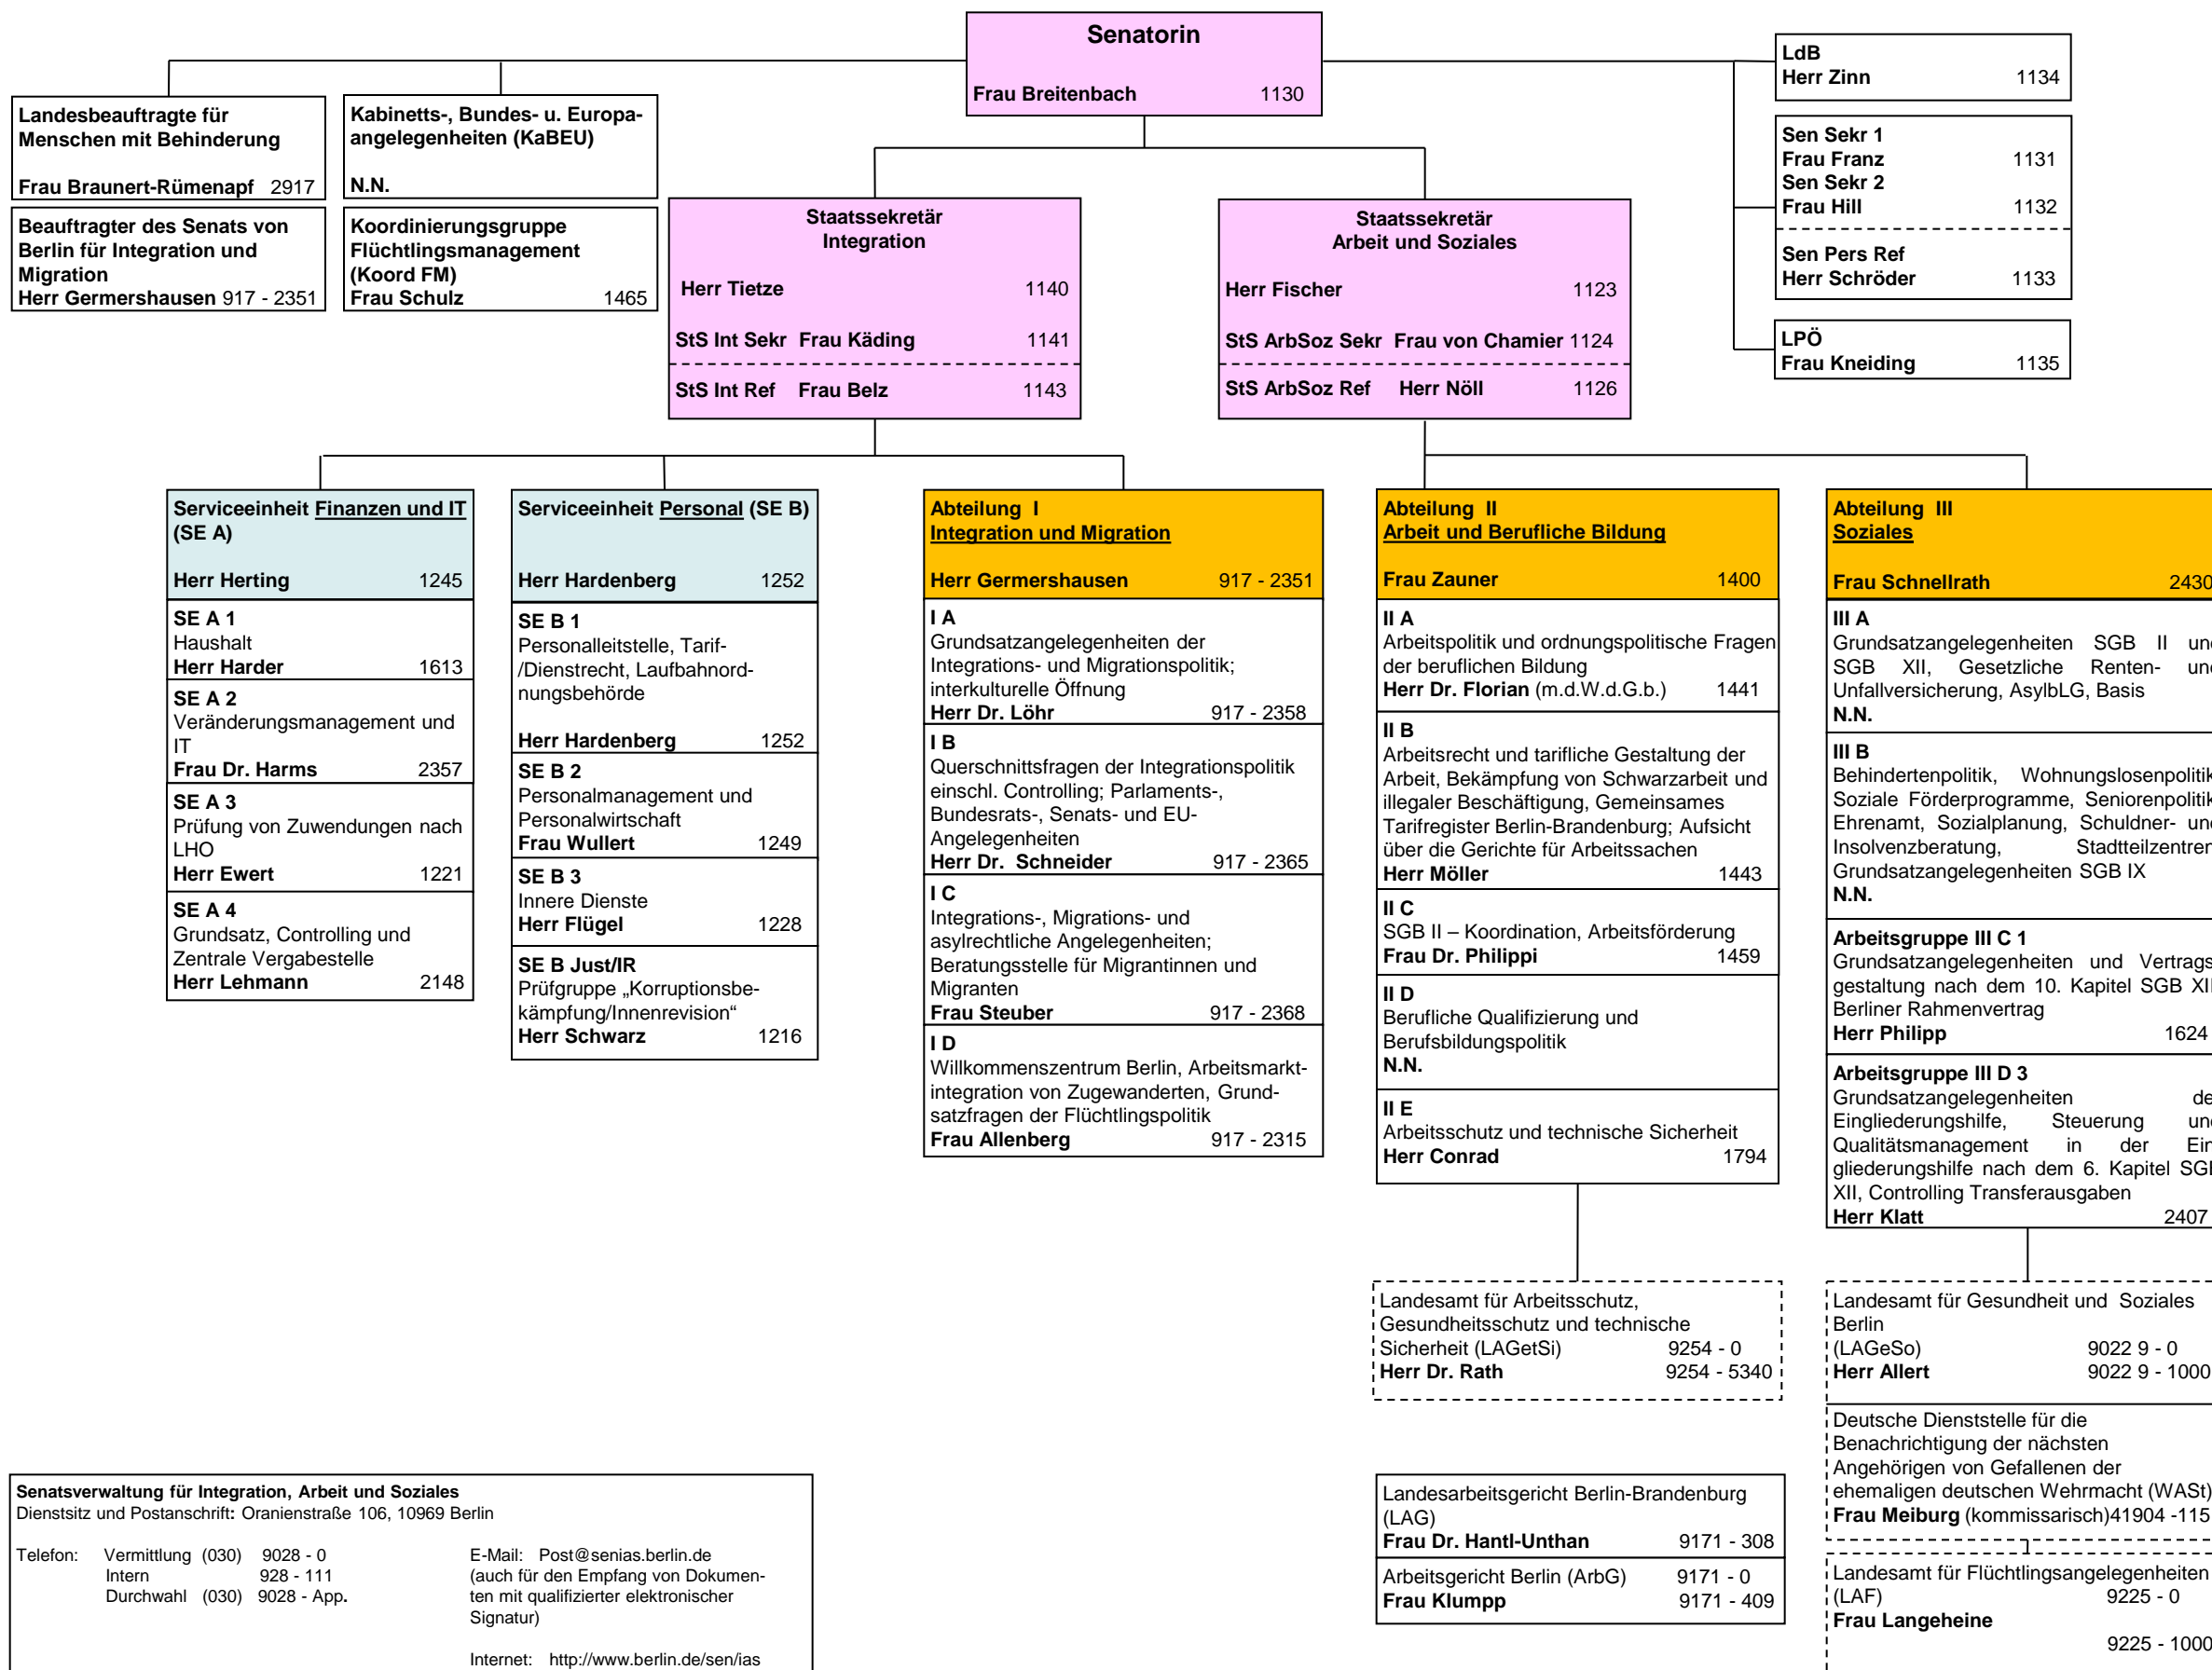 Senatorin
Frau Breitenbach 1130
LdB
Herr Zinn 1134
Sen Sekr 1
Frau Franz 1131
Sen Sekr 2
Frau Hill 1132
Sen Pers Ref
Herr Schröder 1133
LPÖ
Frau Kneiding 1135
Landesbeauftragte für
Menschen mit Behinderung
Frau Braunert-Rümenapf 2917
Kabinetts-, Bundes- u. Europa-
angelegenheiten (KaBEU)
N.N.
Beauftragter des Senats von
Berlin für Integration und
Migration
Herr Germershausen 917 - 2351
Koordinierungsgruppe
Flüchtlingsmanagement
(Koord FM)
Frau Schulz 1465
Staatssekretär
Integration
Herr Tietze 1140
StS Int Sekr Frau Käding 1141
StS Int Ref Frau Belz 1143
Staatssekretär
Arbeit und Soziales
Herr Fischer 1123
StS ArbSoz Sekr Frau von Chamier 1124
StS ArbSoz Ref Herr Nöll 1126
Serviceeinheit Finanzen und IT
(SE A)
Herr Herting 1245
SE A 1
Haushalt
Herr Harder 1613
SE A 2
Veränderungsmanagement und
IT
Frau Dr. Harms 2357
SE A 3
Prüfung von Zuwendungen nach
LHO
Herr Ewert 1221
SE A 4
Grundsatz, Controlling und
Zentrale Vergabestelle
Herr Lehmann 2148
Serviceeinheit Personal (SE B)
Herr Hardenberg 1252
SE B 1
Personalleitstelle, Tarif-
/Dienstrecht, Laufbahnord-
nungsbehörde
Herr Hardenberg 1252
SE B 2
Personalmanagement und
Personalwirtschaft
Frau Wullert 1249
SE B 3
Innere Dienste
Herr Flügel 1228
SE B Just/IR
Prüfgruppe „Korruptionsbe-
kämpfung/Innenrevision“
Herr Schwarz 1216
Abteilung I
Integration und Migration
Herr Germershausen 917 - 2351
I A
Grundsatzangelegenheiten der
Integrations- und Migrationspolitik;
interkulturelle Öffnung
Herr Dr. Löhr 917 - 2358
I B
Querschnittsfragen der Integrationspolitik
einschl. Controlling; Parlaments-,
Bundesrats-, Senats- und EU-
Angelegenheiten
Herr Dr. Schneider 917 - 2365
I C
Integrations-, Migrations- und
asylrechtliche Angelegenheiten;
Beratungsstelle für Migrantinnen und
Migranten
Frau Steuber 917 - 2368
I D
Willkommenszentrum Berlin, Arbeitsmarkt-
integration von Zugewanderten, Grund-
satzfragen der Flüchtlingspolitik
Frau Allenberg 917 - 2315
Abteilung II
Arbeit und Berufliche Bildung
Frau Zauner 1400
II A
Arbeitspolitik und ordnungspolitische Fragen
der beruflichen Bildung
Herr Dr. Florian (m.d.W.d.G.b.) 1441
II B
Arbeitsrecht und tarifliche Gestaltung der
Arbeit, Bekämpfung von Schwarzarbeit und
illegaler Beschäftigung, Gemeinsames
Tarifregister Berlin-Brandenburg; Aufsicht
über die Gerichte für Arbeitssachen
Herr Möller 1443
II C
SGB II – Koordination, Arbeitsförderung
Frau Dr. Philippi 1459
II D
Berufliche Qualifizierung und
Berufsbildungspolitik
N.N.
II E
Arbeitsschutz und technische Sicherheit
Herr Conrad 1794
Landesamt für Arbeitsschutz,
Gesundheitsschutz und technische
Sicherheit (LAGetSi) 9254 - 0
Herr Dr. Rath 9254 - 5340
Landesarbeitsgericht Berlin-Brandenburg
(LAG)
Frau Dr. Hantl-Unthan 9171 - 308
Arbeitsgericht Berlin (ArbG) 9171 - 0
Frau Klumpp 9171 - 409
Abteilung III
Soziales
Frau Schnellrath 2430
III A
Grundsatzangelegenheiten SGB II
SGB XII, Gesetzliche Renten-
Unfallversicherung, AsylbLG, Basis
N.N.
III B
Behindertenpolitik, Wohnungslosenpolitik
Soziale Förderprogramme, Seniorenpolitik
Ehrenamt, Sozialplanung, Schuldner-
Insolvenzberatung, Stadtteilzentren
Grundsatzangelegenheiten SGB IX
N.N.
Arbeitsgruppe III C 1
Grundsatzangelegenheiten und Vertrags
gestaltung nach dem 10. Kapitel SGB XII
Berliner Rahmenvertrag
Herr Philipp 1624
Arbeitsgruppe III D 3
Grundsatzangelegenheiten
Eingliederungshilfe, Steuerung
Qualitätsmanagement in der Ein
gliederungshilfe nach dem 6. Kapitel
XII, Controlling Transferausgaben
Herr Klatt 2407
Landesamt für Gesundheit und Soziales
Berlin
(LAGeSo) 9022 9 - 0
Herr Allert 9022 9 - 1000
Deutsche Dienststelle für die
Benachrichtigung der nächsten
Angehörigen von Gefallenen der
ehemaligen deutschen Wehrmacht (WASt)
Frau Meiburg (kommissarisch)41904 -115
Landesamt für Flüchtlingsangelegenheiten
(LAF) 9225 - 0
Frau Langeheine
9225 - 1000
Senatsverwaltung für Integration, Arbeit und Soziales
Dienstsitz und Postanschrift: Oranienstraße 106, 10969 Berlin
Telefon: Vermittlung (030) 9028 - 0
Intern 928 - 111
Durchwahl (030) 9028 - App.
E-Mail: Post@senias.berlin.de
(auch für den Empfang von Dokumen-
ten mit qualifizierter elektronischer
Signatur)
Internet: http://www.berlin.de/sen/ias